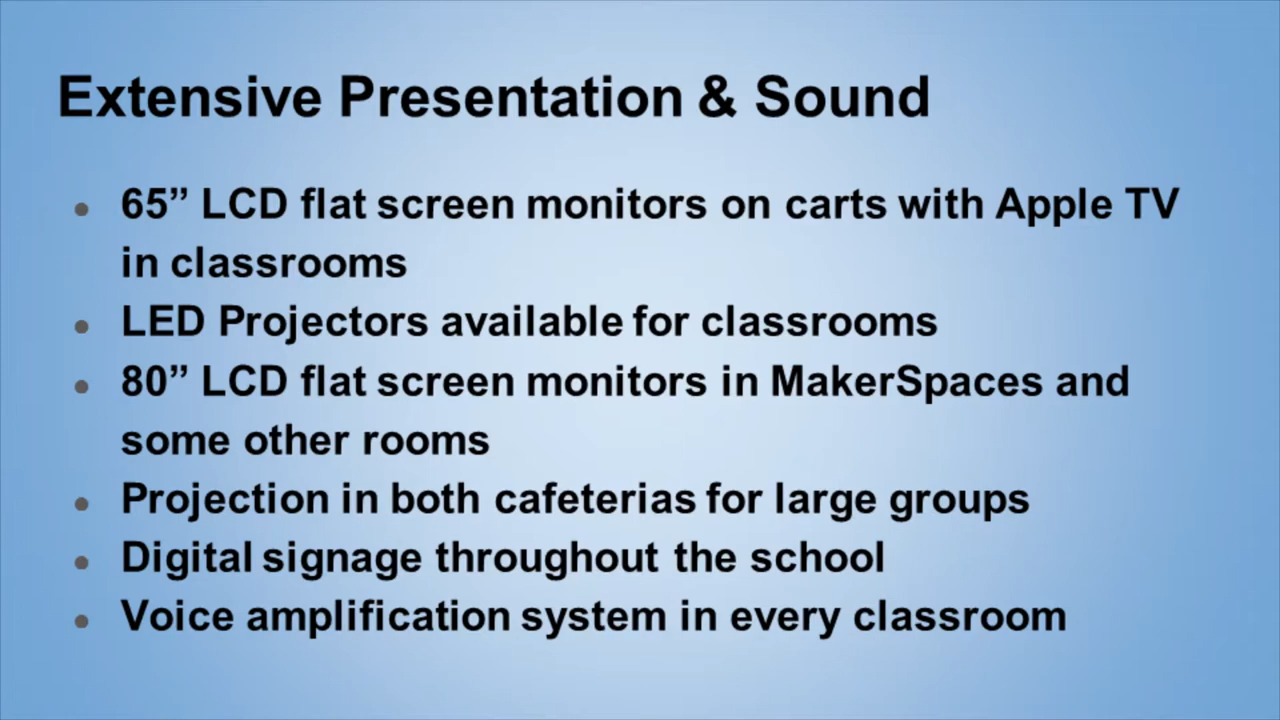 Extensive Presentation & Sound
● 65” LCD flat screen monitors on carts with Apple TV
in classrooms
● LED Projectors available for classrooms
● 80” LCD flat screen monitors in MakerSpaces and
some other rooms
● Projection in both cafeterias for large groups
● Digital signage throughout the school
● Voice amplification system in every classroom